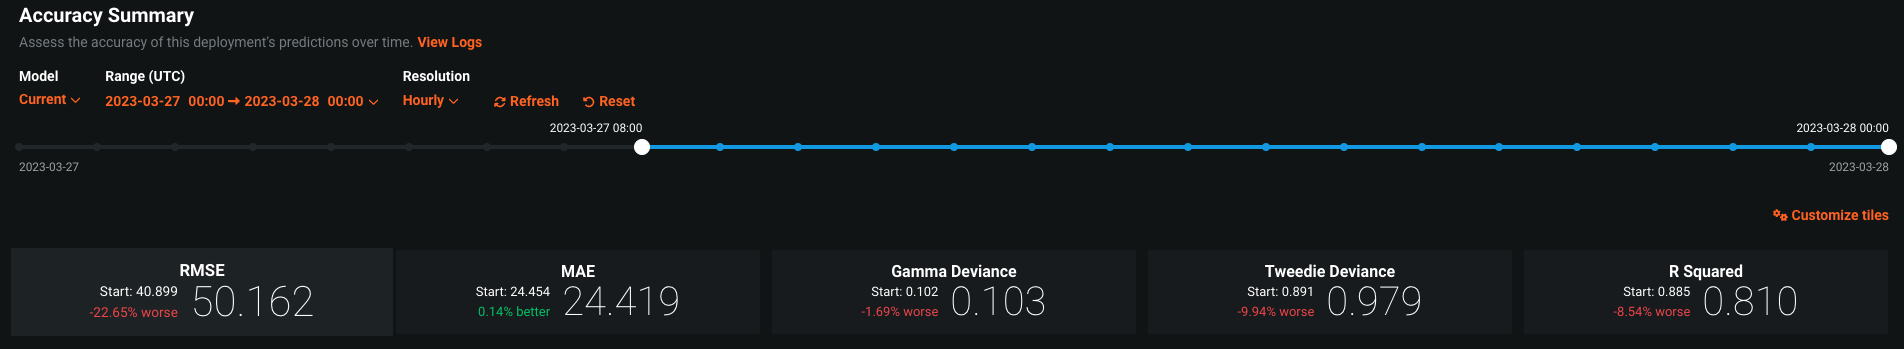 Accuracy Summary
Assess the accuracy of this deployment's predictions over time. View Logs
Model Range (UTC) Resolution
Current 2023-03-27 00:00 → 2023-03-28 00:00 Hourly Refresh Reset
2023-03-27 08:00 2023-03-28 00:00
2023-03-27 2023-03-28
Customize tiles
RMSE
Start: 40.899
-22.65% worse
50.162
MAE
Start: 24.454
0.14% better
24.419
Gamma Deviance
Start: 0.102
-1.69% worse
0.103
Tweedie Deviance
Start: 0.891
-9.94% worse
0.979
R Squared
Start: 0.885
-8.54% worse
0.810